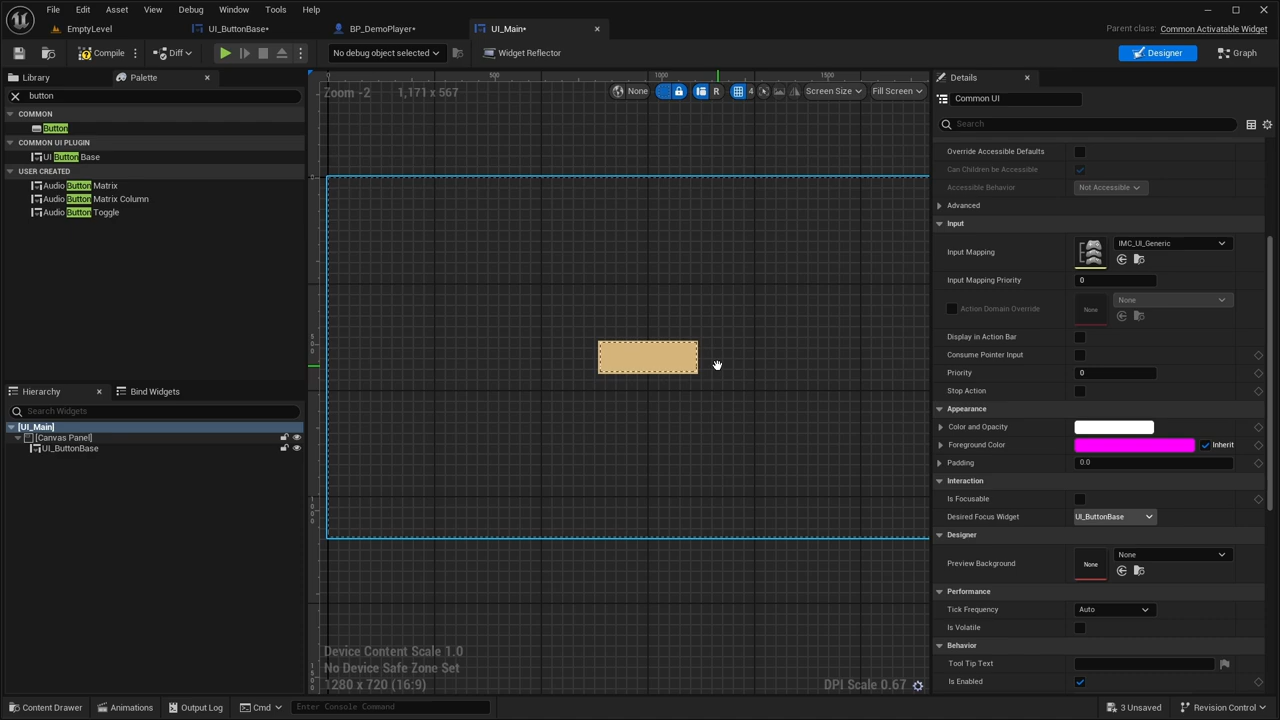 File Edit Asset View Debug Window Tools Help
EmptyLevel UI_ButtonBase* BP_DemoPlayer* UI_Main* Parent class: Common Activatable Widget
Compile Diff No debug object selected Widget Reflector Designer Graph
Library Palette
button
COMMON
Button
COMMON UI PLUGIN
UI Button Base
USER CREATED
Audio Button Matrix
Audio Button Matrix Column
Audio Button Toggle
Hierarchy Bind Widgets
Search Widgets
[UI_Main]
[Canvas Panel]
UI_ButtonBase
0 500 1000 1500
Zoom -2 1,171 x 567 None R 4 Screen Size Fill Screen
Device Content Scale 1.0
No Device Safe Zone Set
1280 x 720 (16:9) DPI Scale 0.67
Details
Common UI
Search
Override Accessible Defaults
Can Children be Accessible
Accessible Behavior Not Accessible
Advanced
Input
Input Mapping IMC_UI_Generic
Input Mapping Priority 0
Action Domain Override None None
Display in Action Bar
Consume Pointer Input
Priority 0
Stop Action
Appearance
Color and Opacity
Foreground Color Inherit
Padding 0.0
Interaction
Is Focusable
Desired Focus Widget UI_ButtonBase
Designer
Preview Background None None
Performance
Tick Frequency Auto
Is Volatile
Behavior
Tool Tip Text
Is Enabled
Content Drawer Animations Output Log Cmd Enter Console Command 3 Unsaved Revision Control